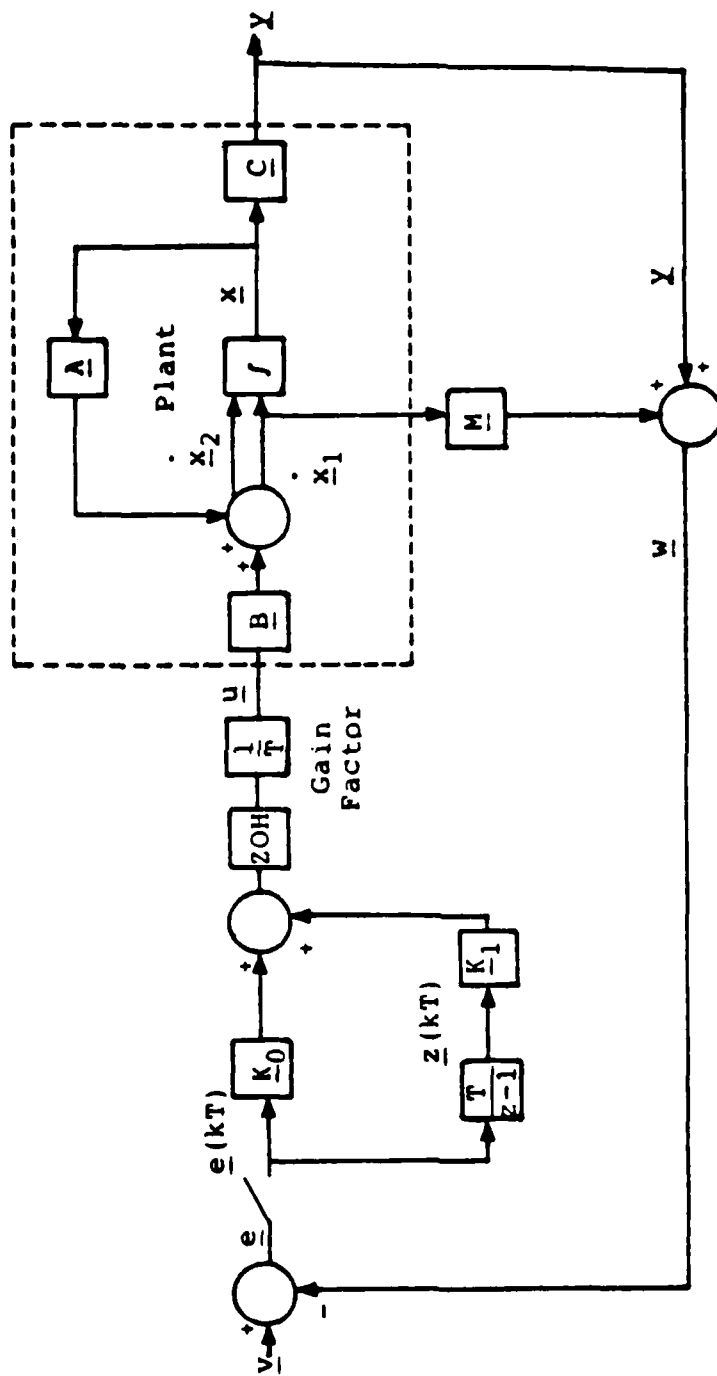 v
+
-
e
e(kT)
K0
T
z-1
z(kT)
K1
+
+
ZOH
1
T
Gain
Factor
u
B
+
+
ẋ2
ẋ1
A
Plant
∫
x
C
y
M
y
+
+
w